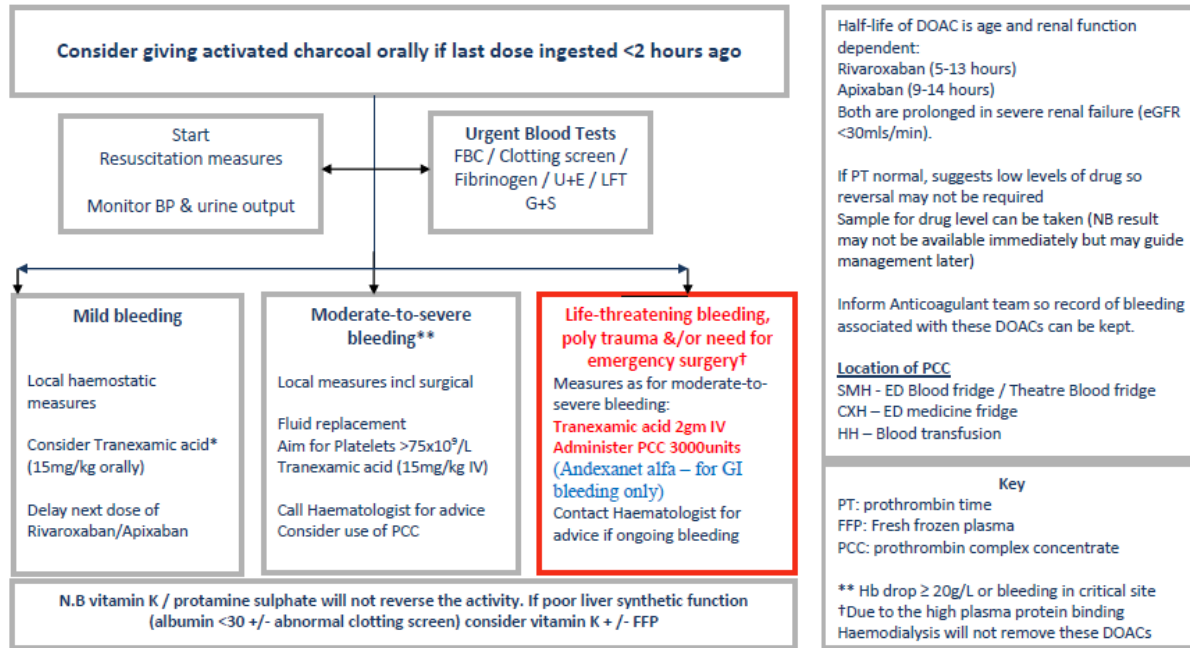 Consider giving activated charcoal orally if last dose ingested <2 hours ago
Start
Resuscitation measures
Monitor BP & urine output
Urgent Blood Tests
FBC / Clotting screen /
Fibrinogen / U+E / LFT
G+S
Mild bleeding
Local haemostatic
measures
Consider Tranexamic acid*
(15mg/kg orally)
Delay next dose of
Rivaroxaban/Apixaban
Moderate-to-severe
bleeding**
Local measures incl surgical
Fluid replacement
Aim for Platelets >75x10⁹/L
Tranexamic acid (15mg/kg IV)
Call Haematologist for advice
Consider use of PCC
Life-threatening bleeding,
poly trauma &/or need for
emergency surgery†
Measures as for moderate-to-
severe bleeding:
Tranexamic acid 2gm IV
Administer PCC 3000units
(Andexanet alfa – for GI
bleeding only)
Contact Haematologist for
advice if ongoing bleeding
N.B vitamin K / protamine sulphate will not reverse the activity. If poor liver synthetic function
(albumin <30 +/- abnormal clotting screen) consider vitamin K + /- FFP
Half-life of DOAC is age and renal function
dependent:
Rivaroxaban (5-13 hours)
Apixaban (9-14 hours)
Both are prolonged in severe renal failure (eGFR
<30mls/min).
If PT normal, suggests low levels of drug so
reversal may not be required
Sample for drug level can be taken (NB result
may not be available immediately but may guide
management later)
Inform Anticoagulant team so record of bleeding
associated with these DOACs can be kept.
Location of PCC
SMH - ED Blood fridge / Theatre Blood fridge
CXH – ED medicine fridge
HH – Blood transfusion
Key
PT: prothrombin time
FFP: Fresh frozen plasma
PCC: prothrombin complex concentrate
** Hb drop ≥ 20g/L or bleeding in critical site
†Due to the high plasma protein binding
Haemodialysis will not remove these DOACs